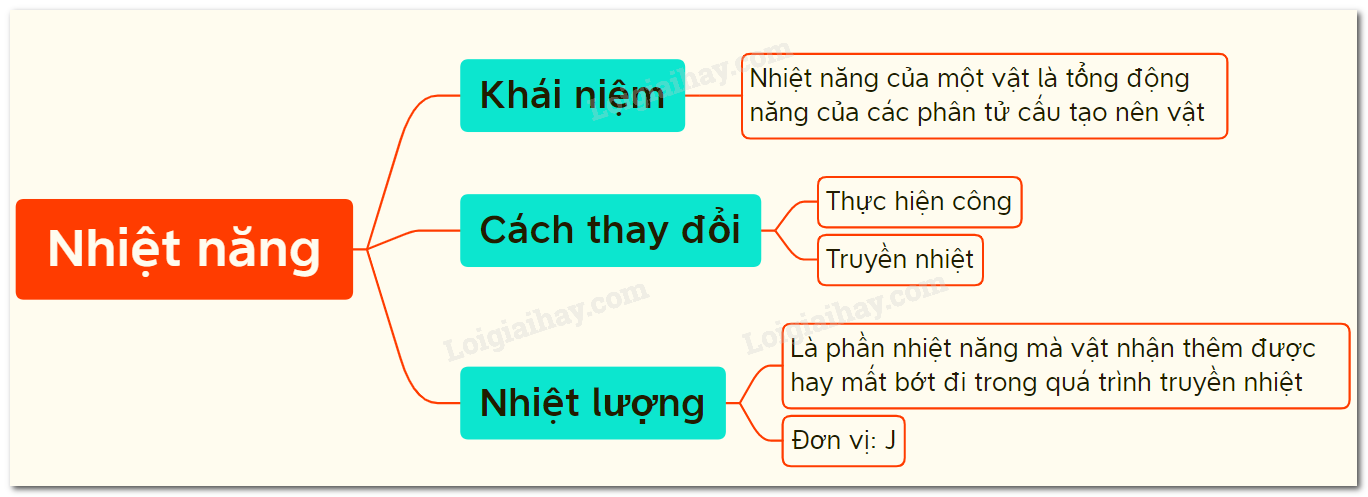 Nhiệt năng
Khái niệm
Nhiệt năng của một vật là tổng động
năng của các phân tử cấu tạo nên vật
Cách thay đổi
Thực hiện công
Truyền nhiệt
Nhiệt lượng
Là phần nhiệt năng mà vật nhận thêm được
hay mất bớt đi trong quá trình truyền nhiệt
Đơn vị: J
Loigiaihay.com
Loigiaihay.com
Loigiaihay.com